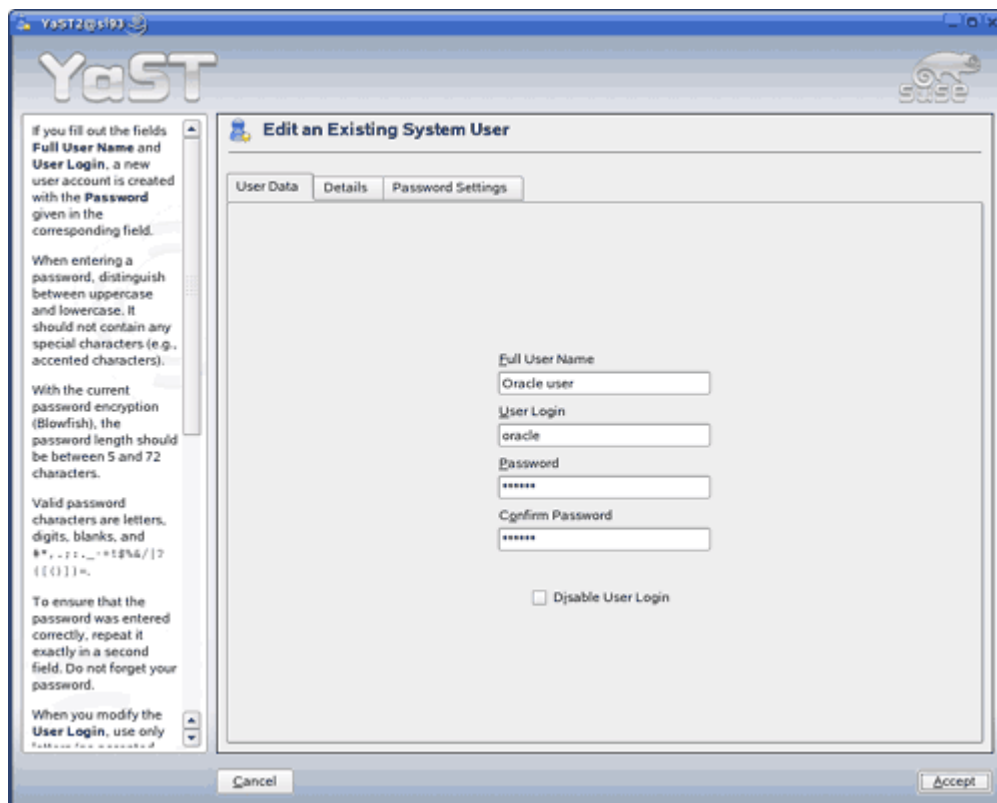 YaST2@sl93
YaST
suse
If you fill out the fields
Full User Name and
User Login, a new
user account is created
with the Password
given in the
corresponding field.
When entering a
password, distinguish
between uppercase
and lowercase. It
should not contain any
special characters (e.g.,
accented characters).
With the current
password encryption
(Blowfish), the
password length should
be between 5 and 72
characters.
Valid password
characters are letters,
digits, blanks, and
To ensure that the
password was entered
correctly, repeat it
exactly in a second
field. Do not forget your
password.
When you modify the
User Login, use only
Edit an Existing System User
User Data
Details
Password Settings
Full User Name
Oracle user
User Login
oracle
Password
••••••
Confirm Password
••••••
Disable User Login
Cancel
Accept